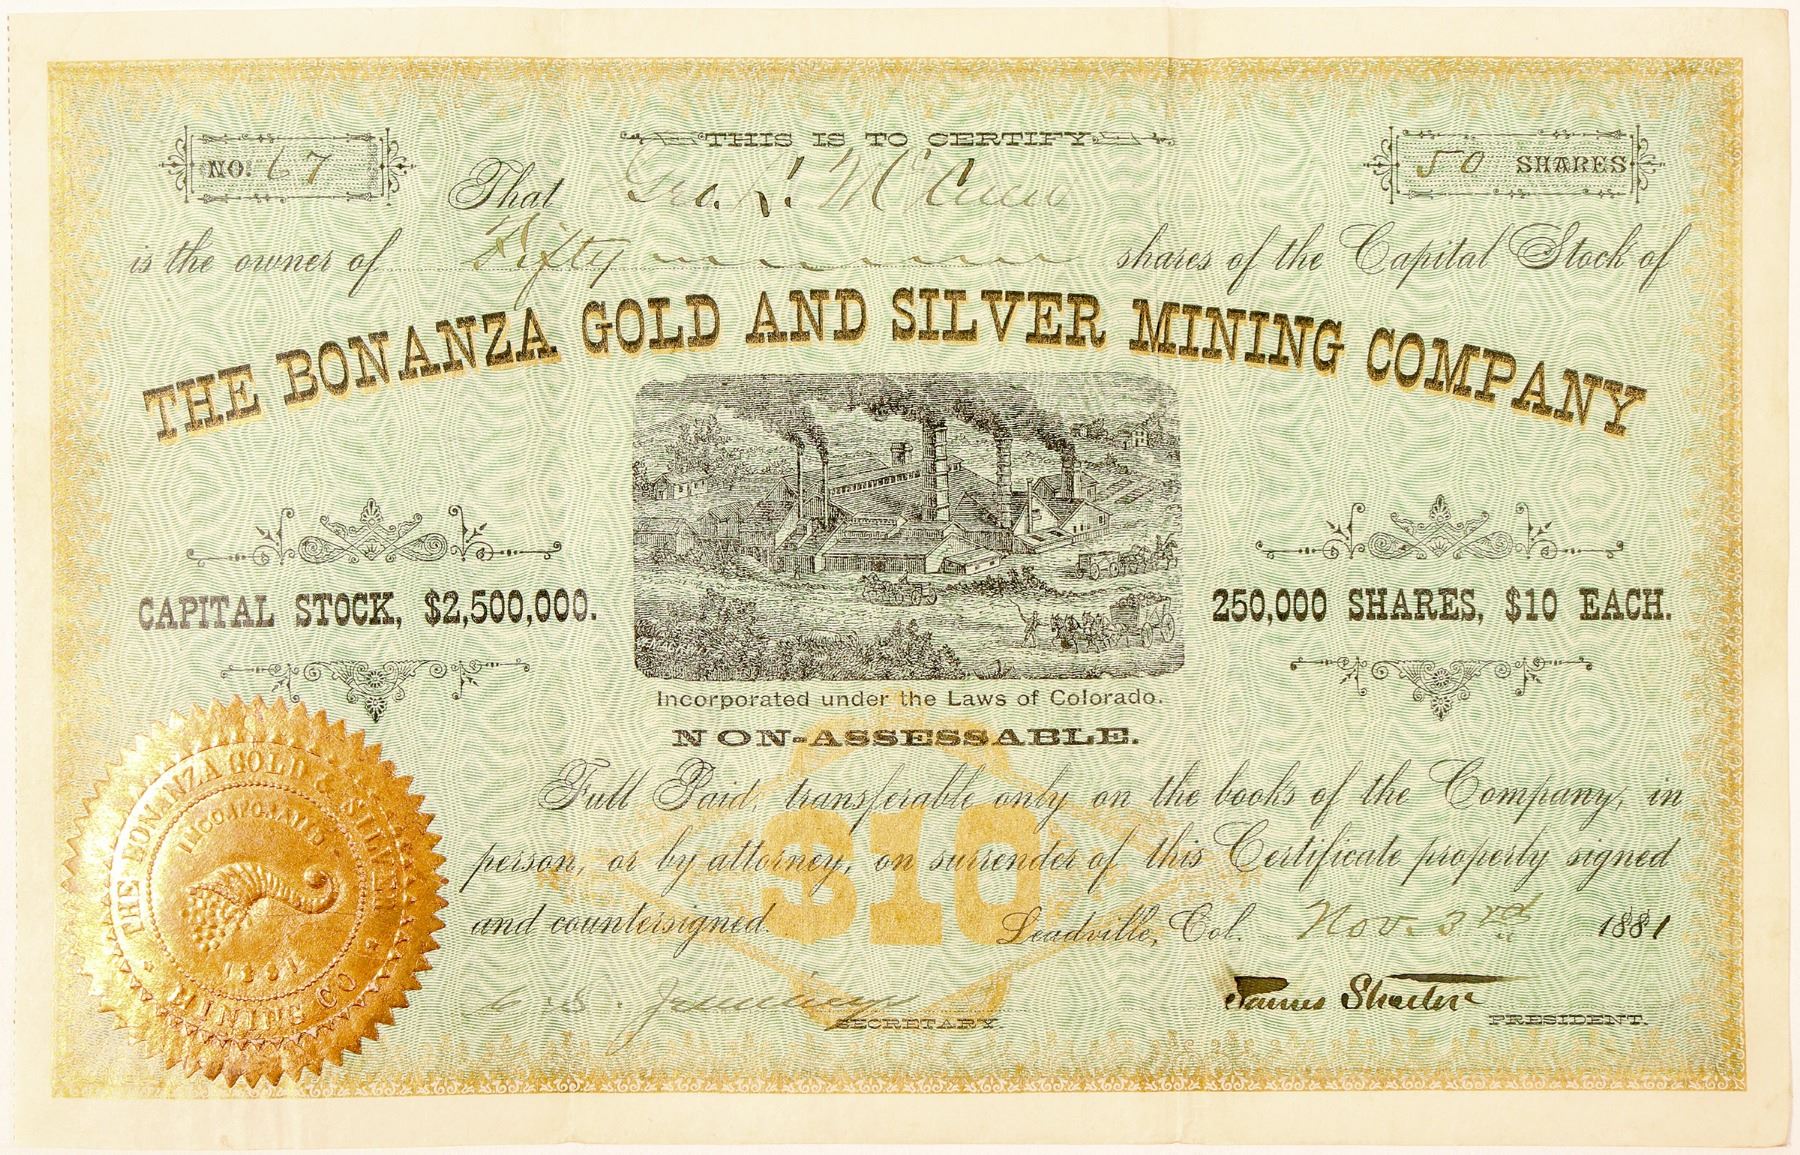 THIS IS TO CERTIFY
NO. 67
50 SHARES
That Geo. L. McCune
is the owner of Fifty shares of the Capital Stock of
THE BONANZA GOLD AND SILVER MINING COMPANY
CAPITAL STOCK, $2,500,000.
250,000 SHARES, $10 EACH.
Incorporated under the Laws of Colorado.
NON-ASSESSABLE.
$10
Full Paid, transferable only on the books of the Company, in
person, or by attorney, on surrender of this Certificate properly signed
and countersigned. Leadville, Col. Nov. 3rd 1881
SECRETARY
James Shelton
PRESIDENT.
THE BONANZA GOLD & SILVER
MINING CO
INCORPORATED
1881